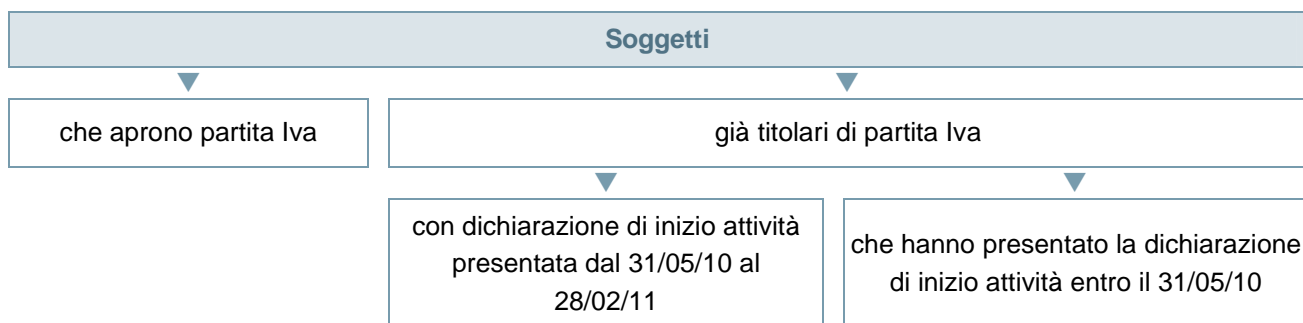 Soggetti
che aprono partita Iva
già titolari di partita Iva
con dichiarazione di inizio attività
presentata dal 31/05/10 al
28/02/11
che hanno presentato la dichiarazione
di inizio attività entro il 31/05/10